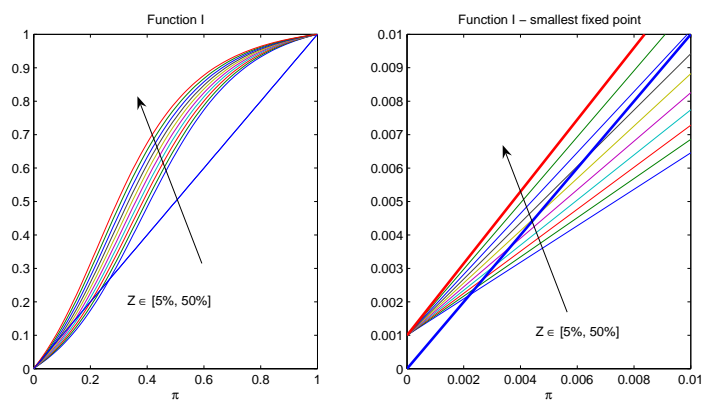 Function I
1
0.9
0.8
0.7
0.6
0.5
0.4
0.3
0.2
0.1
0
Z ∈ [5%, 50%]
0 0.2 0.4 0.6 0.8 1
π
Function I − smallest fixed point
0.01
0.009
0.008
0.007
0.006
0.005
0.004
0.003
0.002
0.001
0
Z ∈ [5%, 50%]
0 0.002 0.004 0.006 0.008 0.01
π